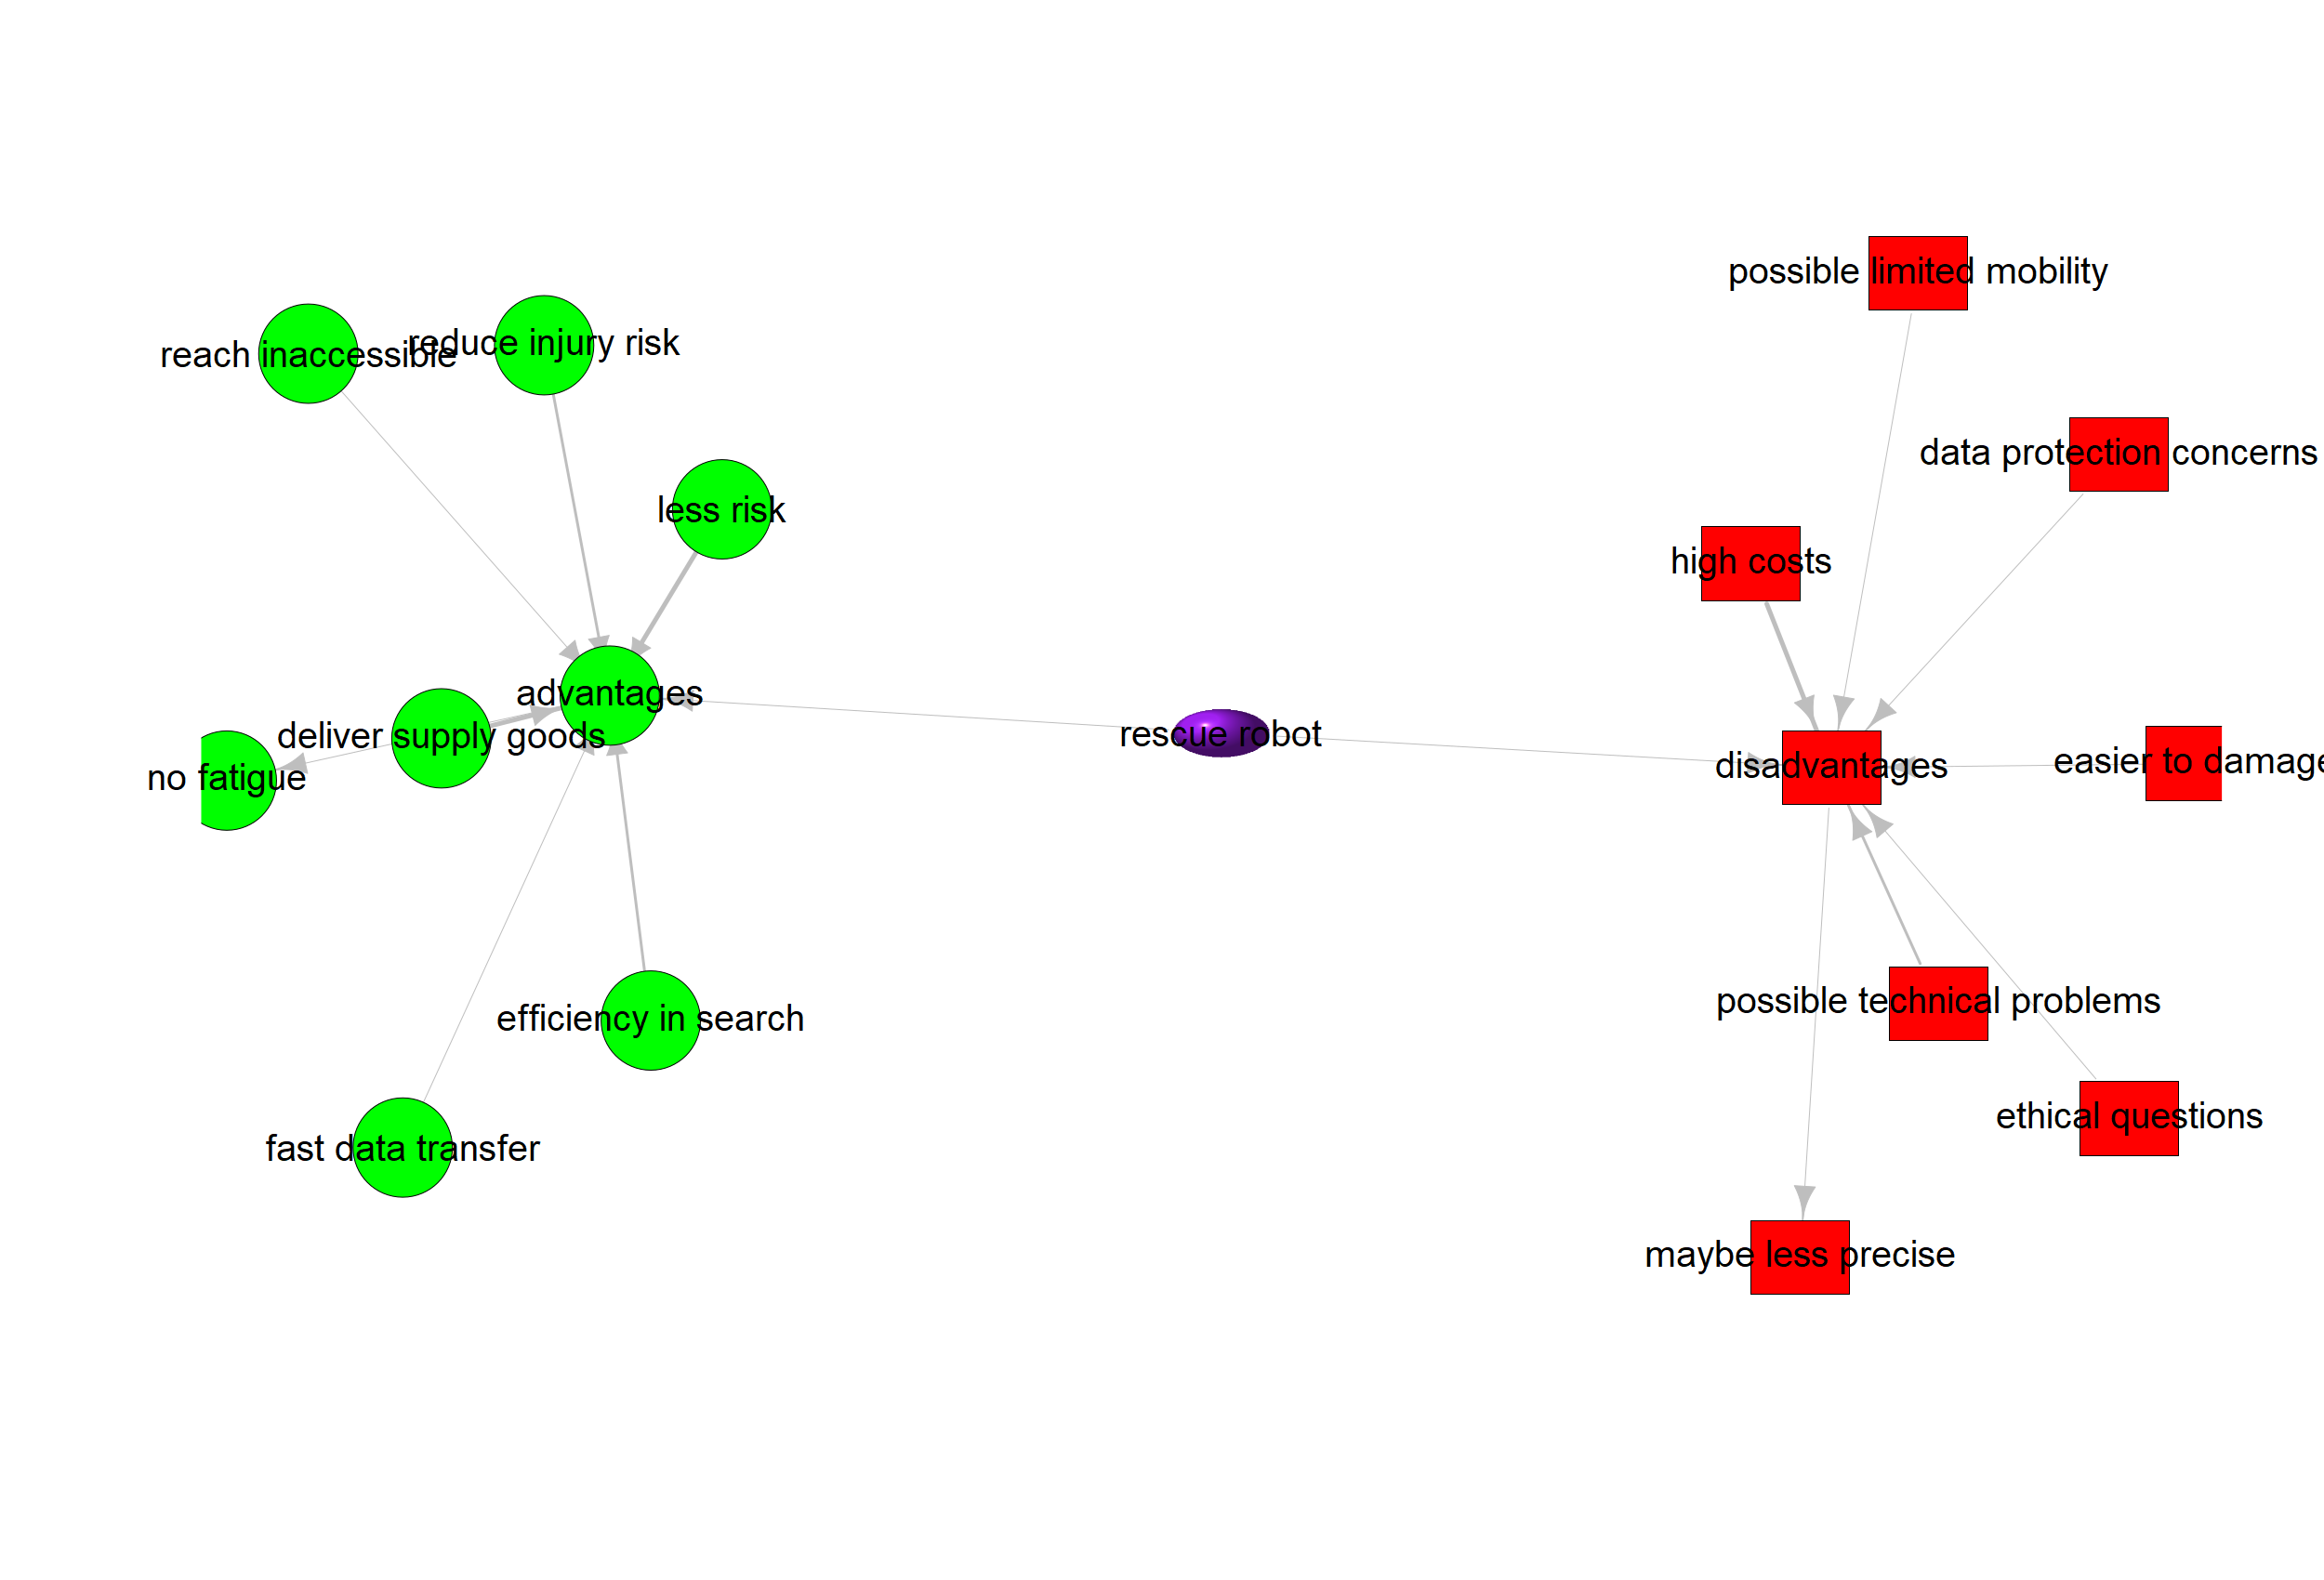 possible limited mobility
reach inaccessible
reduce injury risk
data protection concerns
less risk
high costs
advantages
deliver supply goods
no fatigue
rescue robot
disadvantages
easier to damage
possible technical problems
efficiency in search
ethical questions
fast data transfer
maybe less precise